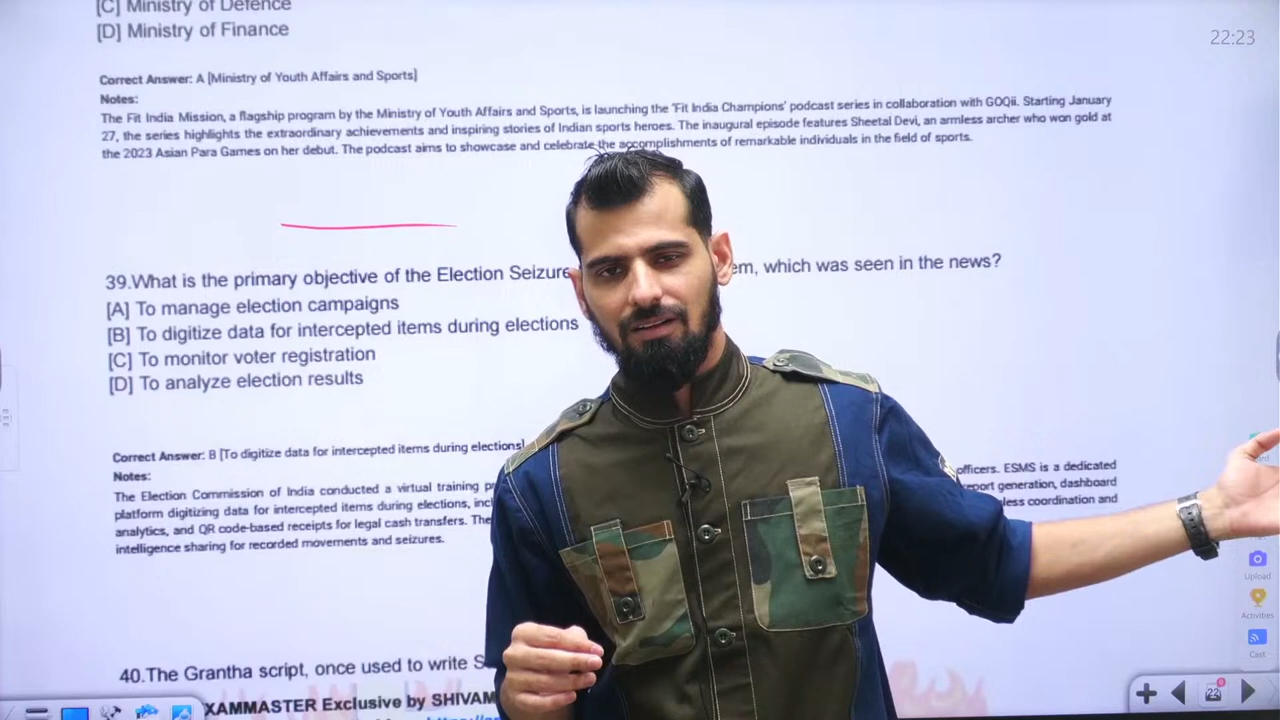 [C] Ministry of Defence
22:23
[D] Ministry of Finance
Correct Answer: A [Ministry of Youth Affairs and Sports]
Notes:
The Fit India Mission, a flagship program by the Ministry of Youth Affairs and Sports, is launching the 'Fit India Champions' podcast series in collaboration with GOQii. Starting January
27, the series highlights the extraordinary achievements and inspiring stories of Indian sports heroes. The inaugural episode features Sheetal Devi, an armless archer who won gold at
the 2023 Asian Para Games on her debut. The podcast aims to showcase and celebrate the accomplishments of remarkable individuals in the field of sports.
39.What is the primary objective of the Election Seizure em, which was seen in the news?
[A] To manage election campaigns
[B] To digitize data for intercepted items during elections
[C] To monitor voter registration
[D] To analyze election results
Correct Answer: B [To digitize data for intercepted items during elections]
Notes:
The Election Commission of India conducted a virtual training officers. ESMS is a dedicated
platform digitizing data for intercepted items during elections, report generation, dashboard
analytics, and QR code-based receipts for legal cash transfers. The coordination and
intelligence sharing for recorded movements and seizures.
Upload
Activities
Cast
40.The Grantha script, once used to write S
XAMMASTER Exclusive by SHIVAM
22